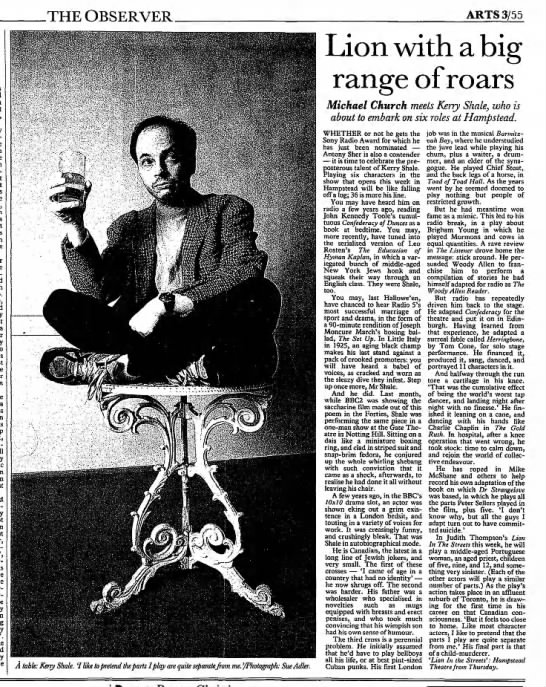 THE OBSERVER
ARTS 3/55
Lion with a big
range of roars
Michael Church meets Kerry Shale, who is
about to embark on six roles at Hampstead.
WHETHER or not he gets the
Sony Radio Award for which he
has just been nominated —
Antony Sher is also a contender
— it is time to celebrate the pre-
posterous talent of Kerry Shale.
Playing six characters in the
show that opens this week in
Hampstead will be like falling
off a log; 36 is more his line.
You may have heard him on
radio a few years ago, reading
John Kennedy Toole's tumul-
tuous Confederacy of Dunces as a
book at bedtime. You may,
more recently, have tuned into
the serialised version of Leo
Rosten's The Education of
Hyman Kaplan, in which a var-
iegated bunch of middle-aged
New York Jews honk and
squeak their way through an
English class. They were Shale,
too.
You may, last Hallowe'en,
have chanced to hear Radio 5's
most successful marriage of
sport and drama, in the form of
a 90-minute rendition of Joseph
Moncure March's boxing bal-
lad, The Set Up. In Little Italy
in 1925, an aging black champ
makes his last stand against a
pack of crooked promoters; you
will have heard a babel of
voices, as cracked and worn as
the sleazy dive they infest. Step
up once more, Mr Shale.
And he did. Last month,
while BBC2 was showing the
saccharine film made out of this
poem in the Forties, Shale was
performing the same piece in a
one-man show at the Gate The-
atre in Notting Hill. Sitting on a
dais like a miniature boxing
ring, and clad in striped suit and
snap-brim fedora, he conjured
up the whole whirling shebang
with such conviction that it
came as a shock, afterwards, to
realise he had done it all without
leaving his chair.
A few years ago, in the BBC's
10x10 drama slot, an actor was
shown eking out a grim exis-
tence in a London bedsit, and
touting in a variety of voices for
work. It was creasingly funny,
and crushingly bleak. That was
Shale in autobiographical mode.
He is Canadian, the latest in a
long line of Jewish jokers, and
very small. The first of these
crosses — 'I came of age in a
country that had no identity' —
he now shrugs off. The second
was harder. His father was a
wholesaler who specialised in
novelties such as mugs
equipped with breasts and erect
penises, and who took much
convincing that his wimpish son
had his own sense of humour.
The third cross is a perennial
problem. He initially assumed
that he'd have to play bellboys
all his life, or at best pint-sized
Cuban punks. His first London
job was in the musical Barmitz-
vah Boy, where he understudied
the juve lead while playing his
chum, plus a waiter, a drum-
mer, and an elder of the syna-
gogue. He played Chief Stoat,
and the back legs of a horse, in
Toad of Toad Hall. As the years
went by he seemed doomed to
play nothing but people of
restricted growth.
But he had meantime won
fame as a mimic. This led to his
radio break, in a play about
Brigham Young in which he
played Mormons and cows in
equal quantities. A rave review
in The Listener drove home the
message: stick around. He per-
suaded Woody Allen to fran-
chise him to perform a
compilation of stories he had
himself adapted for radio as The
Woody Allen Reader.
But radio has repeatedly
driven him back to the stage.
He adapted Confederacy for the
theatre and put it on in Edin-
burgh. Having learned from
that experience, he adapted a
surreal fable called Herringbone,
by Tom Cone, for solo stage
performance. He financed it,
produced it, sang, danced, and
portrayed 11 characters in it.
And halfway through the run
tore a cartilage in his knee.
'That was the cumulative effect
of being the world's worst tap
dancer, and landing night after
night with no finesse.' He fin-
ished it leaning on a cane, and
dancing with his hands like
Charlie Chaplin in The Gold
Rush. In hospital, after a knee
operation that went wrong, he
took stock: time to calm down,
and rejoin the world of collec-
tive endeavour.
He has roped in Mike
McShane and others to help
record his own adaptation of the
book on which Dr Strangelove
was based, in which he plays all
the parts Peter Sellers played in
the film, plus five. 'I don't
know why, but all the guys I
adapt turn out to have commit-
ted suicide.'
In Judith Thompson's Lion
In The Streets this week, he will
play a middle-aged Portuguese
woman, an aged priest, children
of five, nine, and 12, and some-
thing very sinister. (Each of the
other actors will play a similar
number of parts.) As the play's
action takes place in an affluent
suburb of Toronto, he is draw-
ing for the first time in his
career on that Canadian con-
sciousness. 'But it feels too close
to home. Like most character
actors, I like to pretend that the
parts I play are quite separate
from me.' His final part is that
of a child-murderer.
'Lion in the Streets': Hampstead
Theatre from Thursday.
À table: Kerry Shale. 'I like to pretend the parts I play are quite separate from me.'/Photograph: Sue Adler.